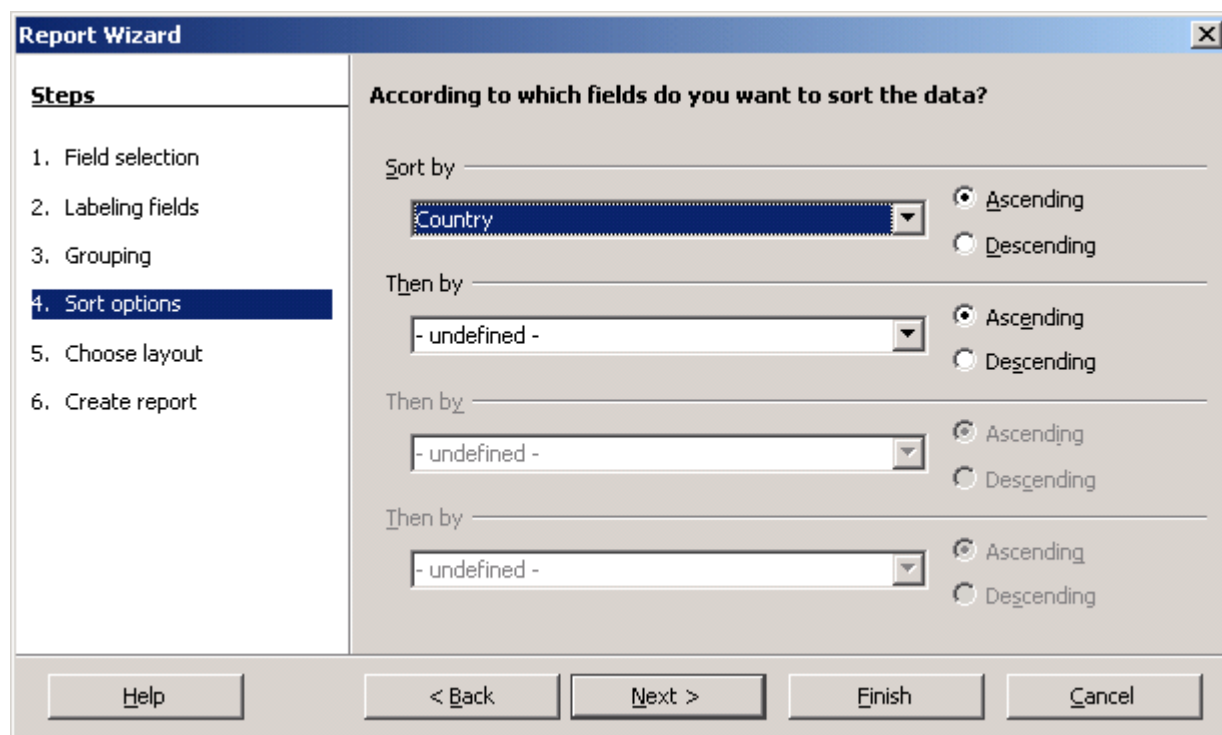 Report Wizard
Steps
1. Field selection
2. Labeling fields
3. Grouping
4. Sort options
5. Choose layout
6. Create report
According to which fields do you want to sort the data?
Sort by
Country
Ascending
Descending
Then by
- undefined -
Ascending
Descending
Then by
- undefined -
Ascending
Descending
Then by
- undefined -
Ascending
Descending
Help
< Back
Next >
Finish
Cancel